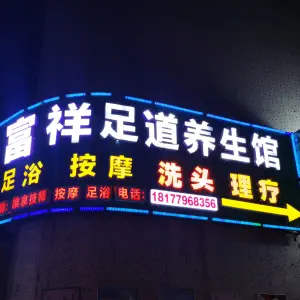 富祥足道养生馆
足浴 按摩 洗头 理疗
按摩 足浴 电话: 18177968356